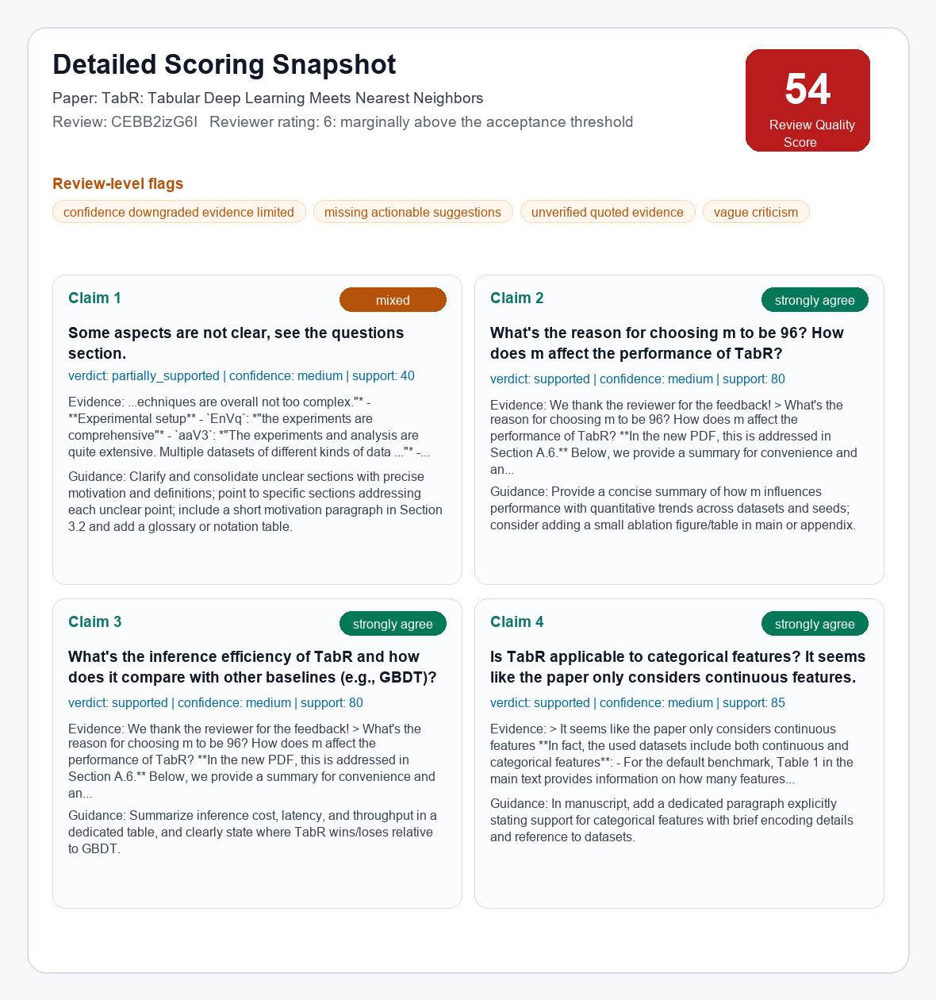 Detailed Scoring Snapshot
Paper: TabR: Tabular Deep Learning Meets Nearest Neighbors
Review: CEBB2izG6I   Reviewer rating: 6: marginally above the acceptance threshold
54
Review Quality
Score
Review-level flags
confidence downgraded evidence limited
missing actionable suggestions
unverified quoted evidence
vague criticism
Claim 1
mixed
Some aspects are not clear, see the questions
section.
verdict: partially_supported | confidence: medium | support: 40
Evidence: ...echniques are overall not too complex."* -
**Experimental setup** - `EnVq`: *"the experiments are
comprehensive"* - `aaV3`: *"The experiments and analysis are
quite extensive. Multiple datasets of different kinds of data ..."* -...
Guidance: Clarify and consolidate unclear sections with precise
motivation and definitions; point to specific sections addressing
each unclear point; include a short motivation paragraph in Section
3.2 and add a glossary or notation table.
Claim 2
strongly agree
What's the reason for choosing m to be 96? How
does m affect the performance of TabR?
verdict: supported | confidence: medium | support: 80
Evidence: We thank the reviewer for the feedback! > What's the
reason for choosing m to be 96? How does m affect the
performance of TabR? **In the new PDF, this is addressed in
Section A.6.** Below, we provide a summary for convenience and
an...
Guidance: Provide a concise summary of how m influences
performance with quantitative trends across datasets and seeds;
consider adding a small ablation figure/table in main or appendix.
Claim 3
strongly agree
What's the inference efficiency of TabR and how
does it compare with other baselines (e.g., GBDT)?
verdict: supported | confidence: medium | support: 80
Evidence: We thank the reviewer for the feedback! > What's the
reason for choosing m to be 96? How does m affect the
performance of TabR? **In the new PDF, this is addressed in
Section A.6.** Below, we provide a summary for convenience and
an...
Guidance: Summarize inference cost, latency, and throughput in a
dedicated table, and clearly state where TabR wins/loses relative
to GBDT.
Claim 4
strongly agree
Is TabR applicable to categorical features? It seems
like the paper only considers continuous features.
verdict: supported | confidence: medium | support: 85
Evidence: > It seems like the paper only considers continuous
features **In fact, the used datasets include both continuous and
categorical features**: - For the default benchmark, Table 1 in the
main text provides information on how many features...
Guidance: In manuscript, add a dedicated paragraph explicitly
stating support for categorical features with brief encoding details
and reference to datasets.